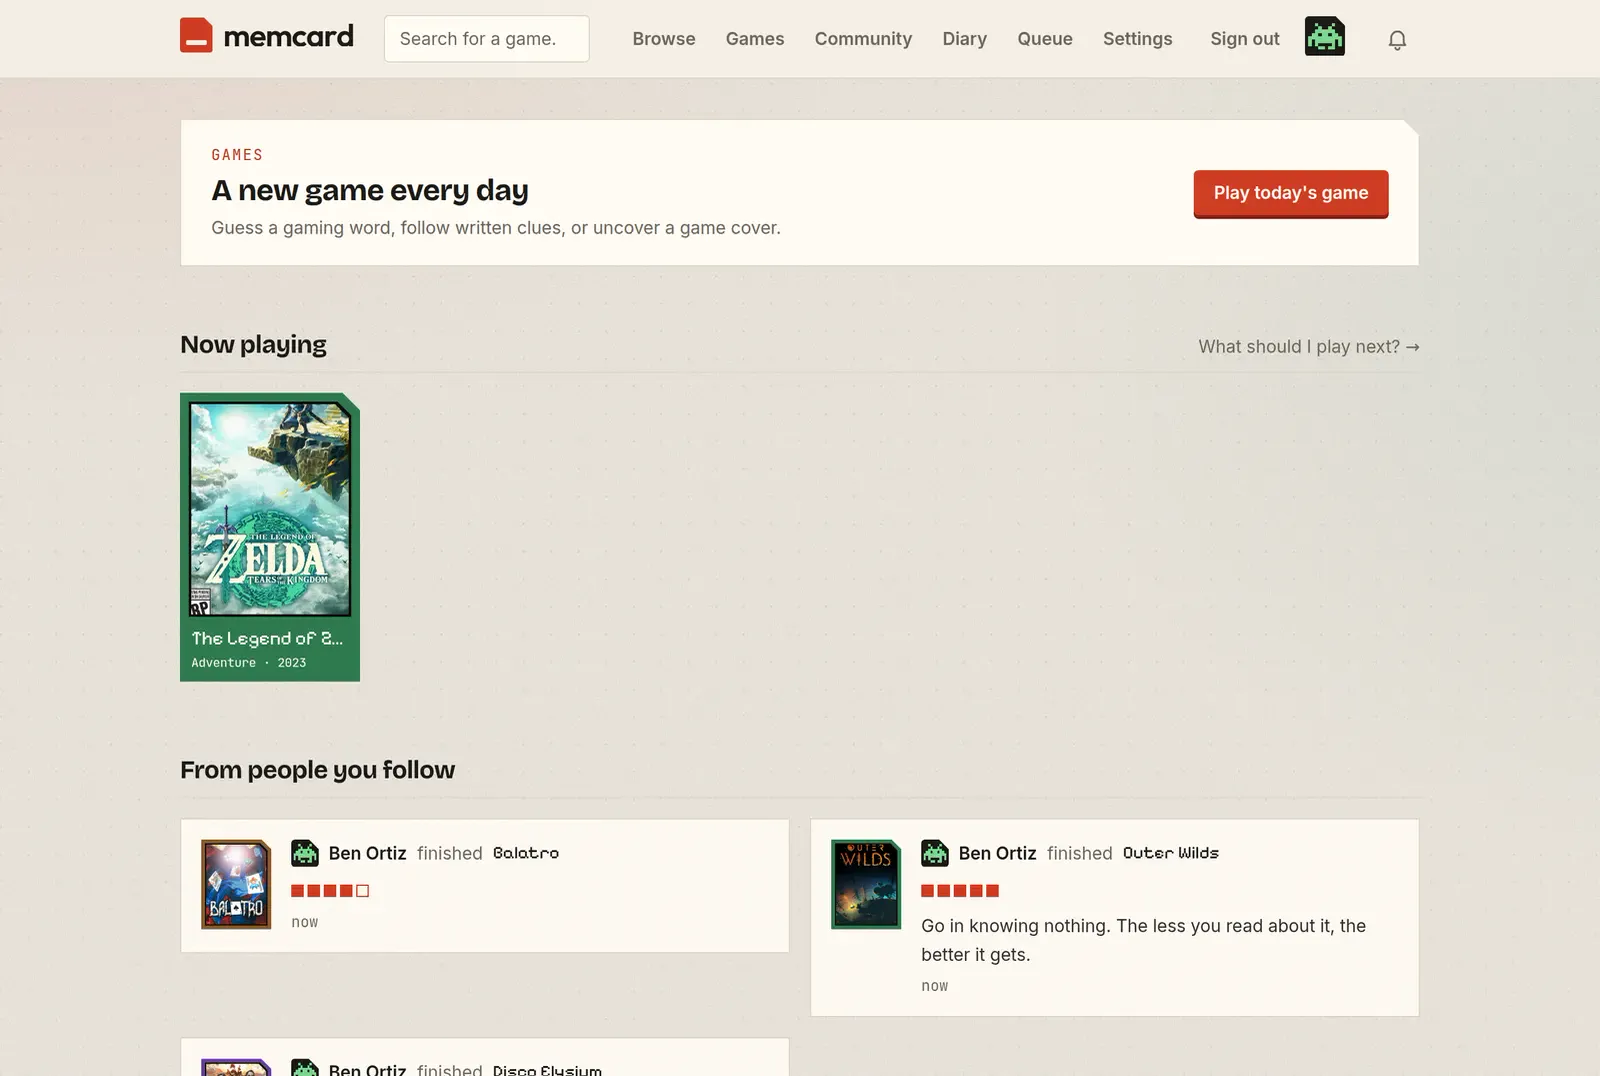 memcard
Search for a game.
Browse
Games
Community
Diary
Queue
Settings
Sign out
GAMES
A new game every day
Guess a gaming word, follow written clues, or uncover a game cover.
Play today's game
Now playing
What should I play next? →
THE LEGEND OF
ZELDA
TEARS OF THE KINGDOM
RP
The Legend of Z...
Adventure · 2023
From people you follow
BALATRO
Ben Ortiz finished Balatro
now
OUTER
WILDS
Ben Ortiz finished Outer Wilds
Go in knowing nothing. The less you read about it, the
better it gets.
now
Ben Ortiz finished Disco Elysium